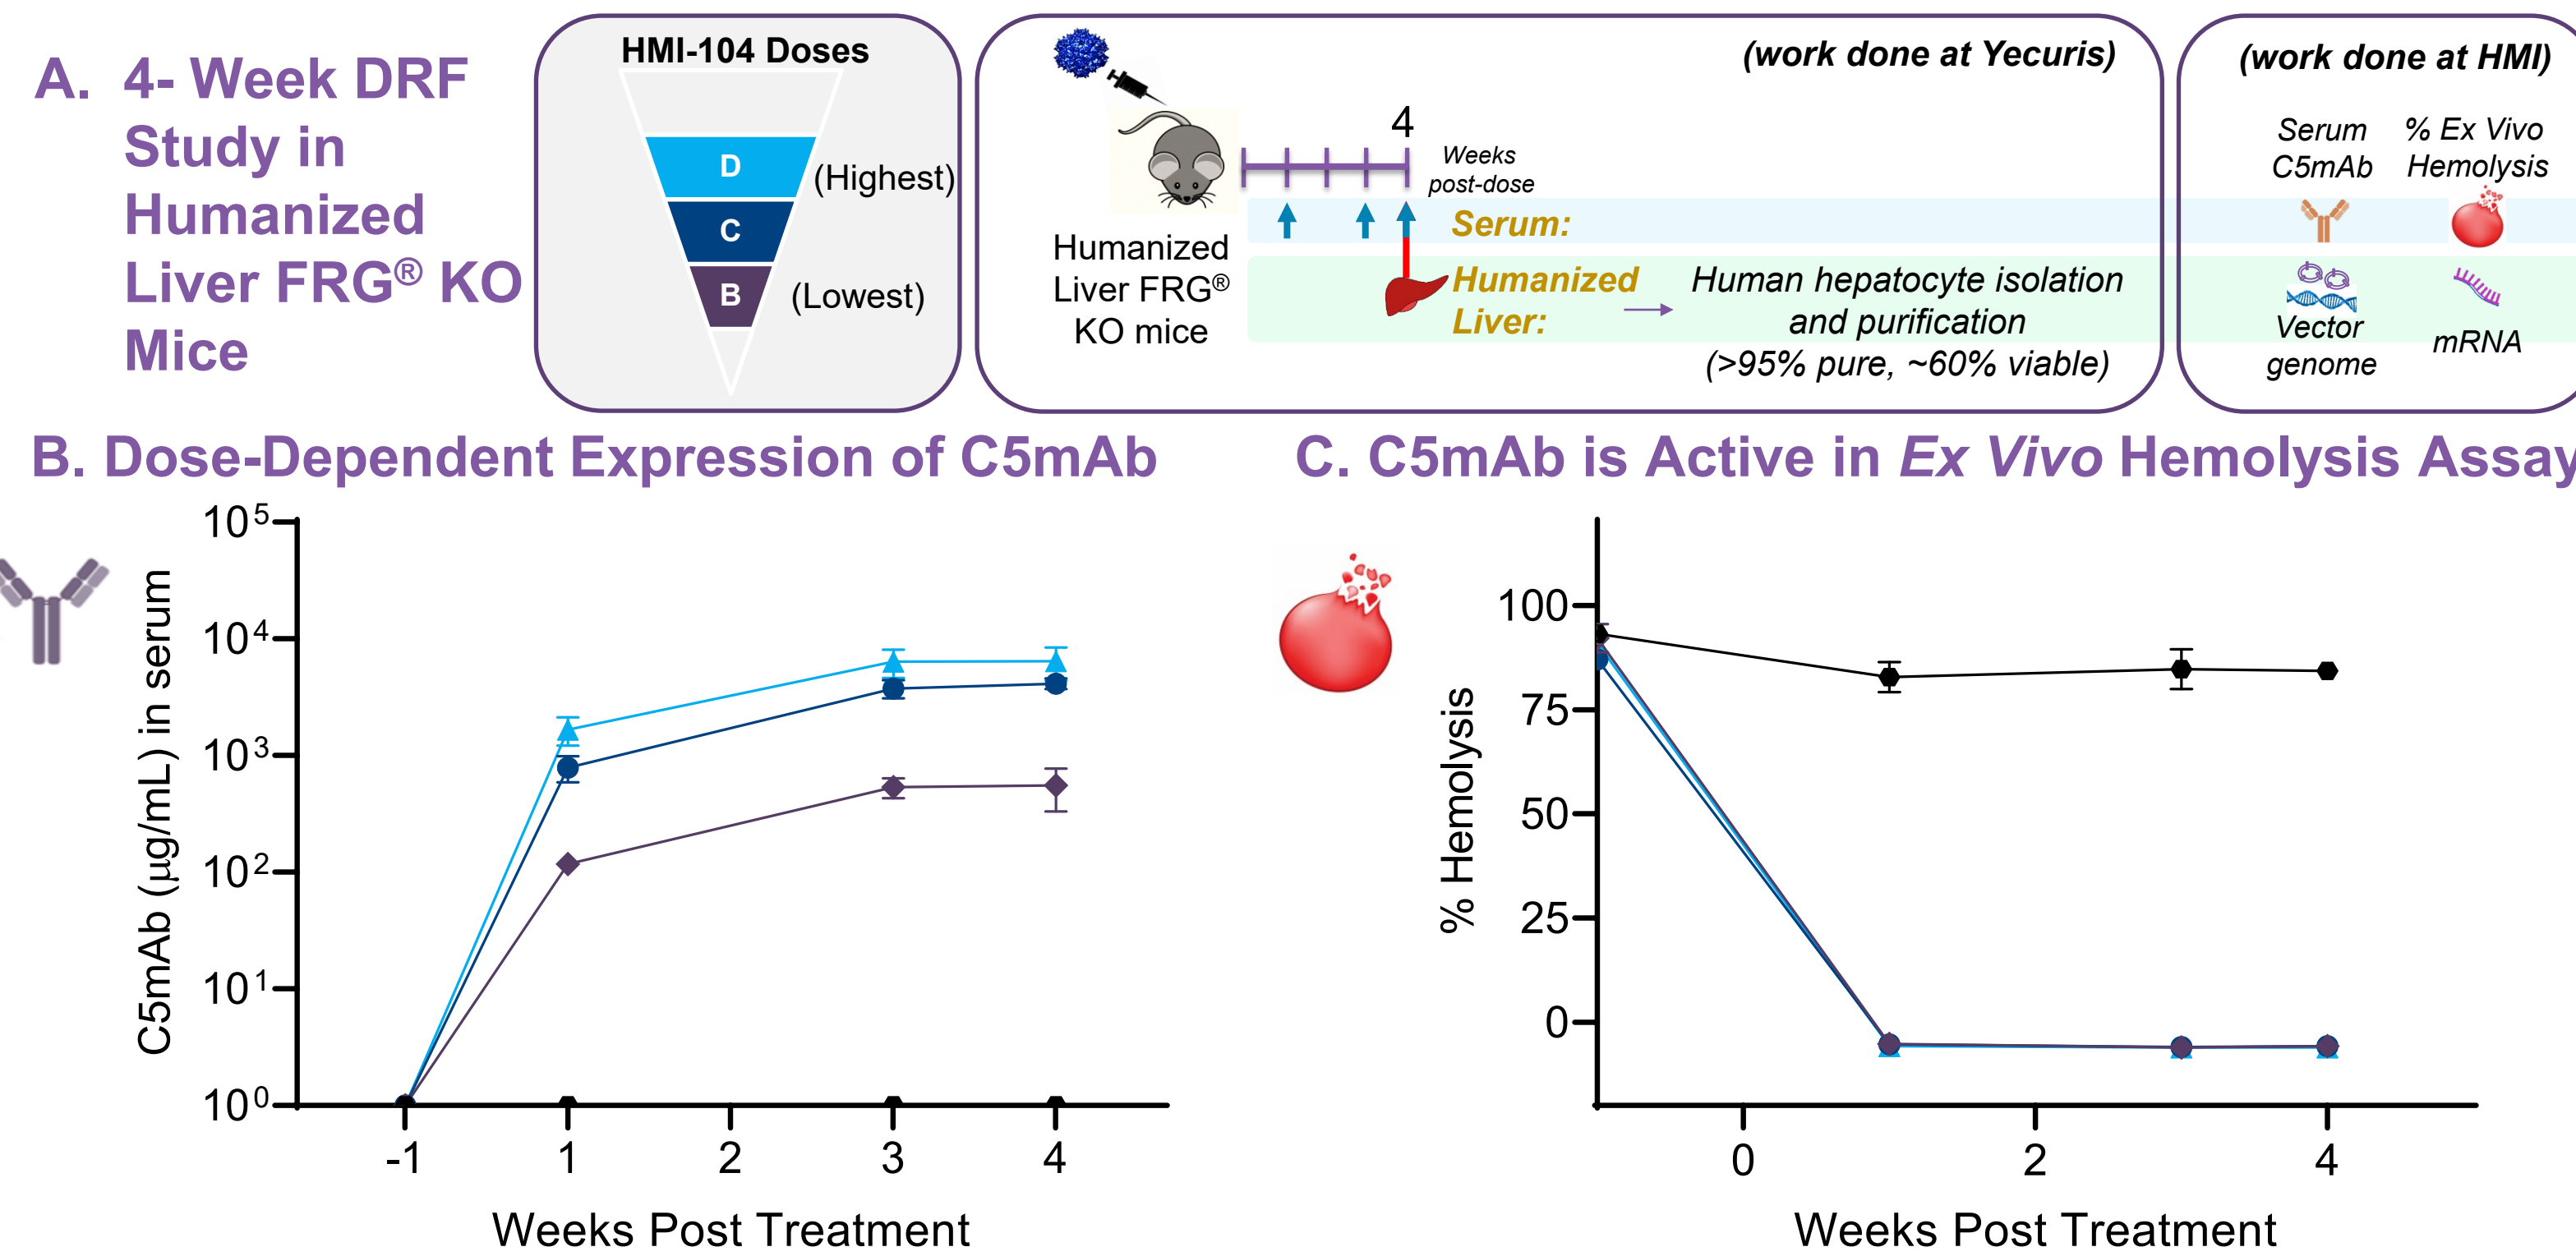 A. 4- Week DRF
Study in
Humanized
Liver FRG® KO
Mice
HMI-104 Doses
D
(Highest)
C
B
(Lowest)
(work done at Yecuris)
4
Weeks
post-dose
Humanized
Liver FRG®
KO mice
Serum:
Humanized
Liver:
Human hepatocyte isolation
and purification
(>95% pure, ~60% viable)
(work done at HMI)
Serum
C5mAb
% Ex Vivo
Hemolysis
Vector
genome
mRNA
B. Dose-Dependent Expression of C5mAb
C5mAb (µg/mL) in serum
10⁵
10⁴
10³
10²
10¹
10⁰
-1 1 2 3 4
Weeks Post Treatment
C. C5mAb is Active in Ex Vivo Hemolysis Assay
% Hemolysis
100
75
50
25
0
0 2 4
Weeks Post Treatment